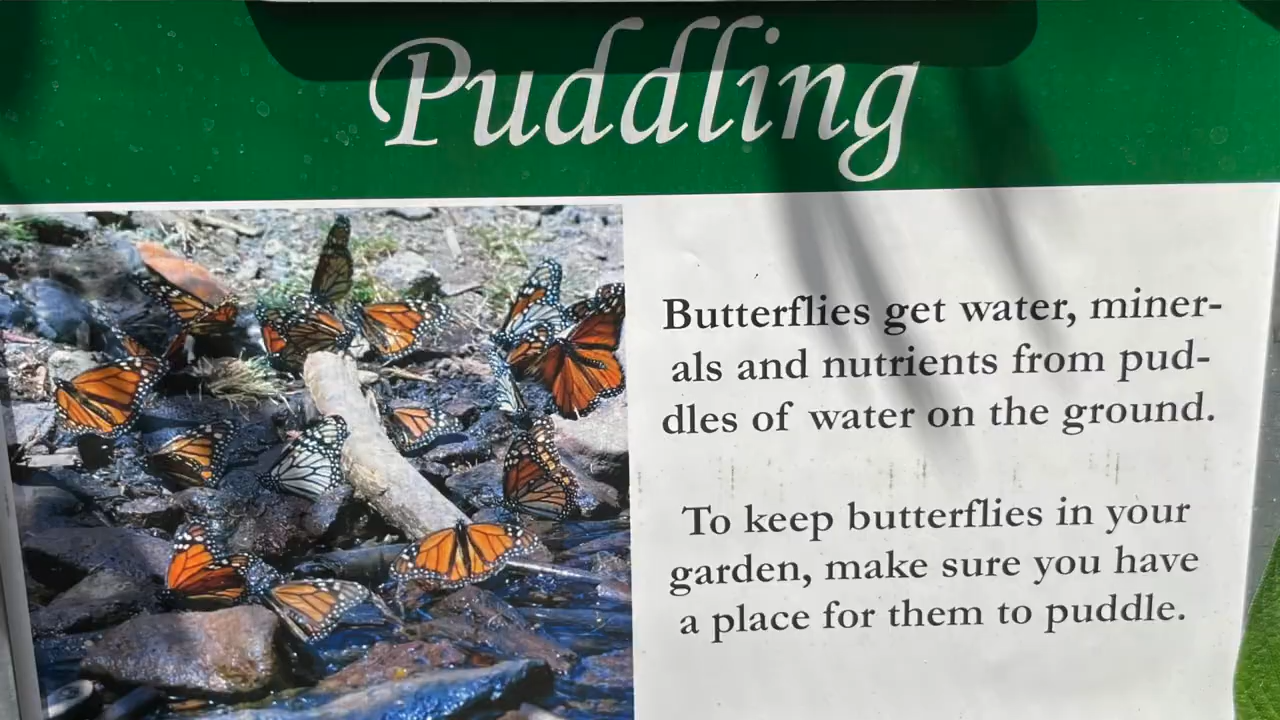 Puddling
Butterflies get water, miner-
als and nutrients from pud-
dles of water on the ground.
To keep butterflies in your
garden, make sure you have
a place for them to puddle.